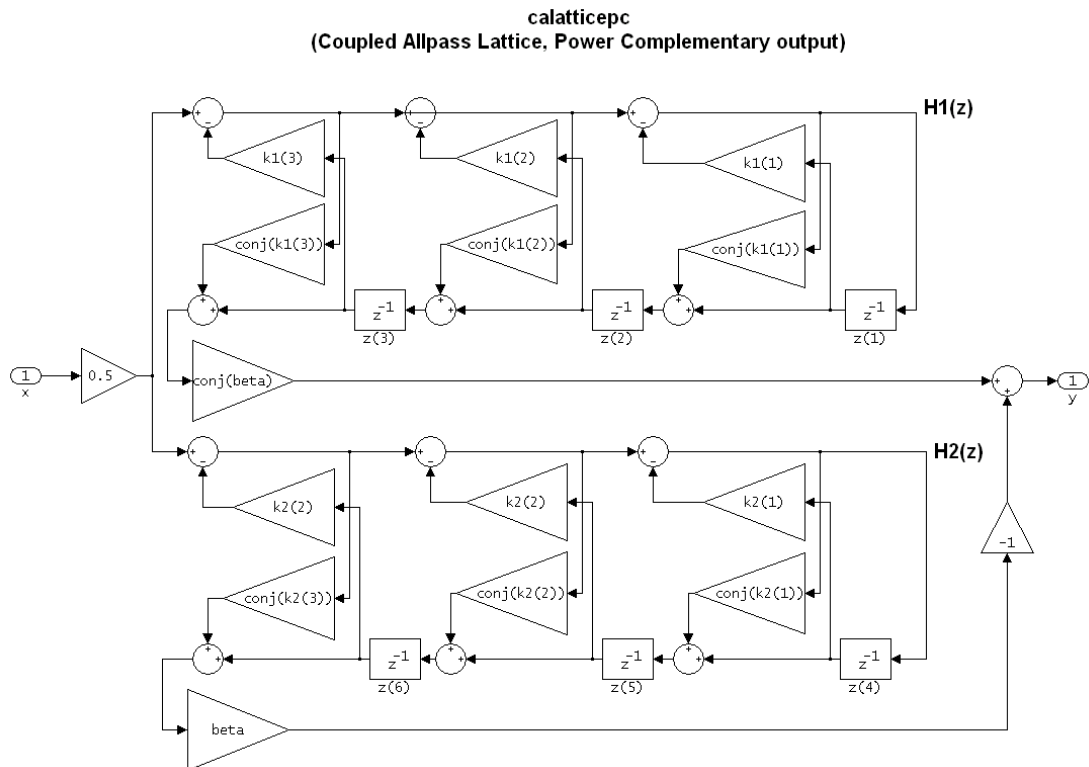 calatticepc
(Coupled Allpass Lattice, Power Complementary output)
H1(z)
k1(3)
k1(2)
k1(1)
conj(k1(3))
conj(k1(2))
conj(k1(1))
z-1
z(3)
z-1
z(2)
z-1
z(1)
1
x
0.5
conj(beta)
1
y
H2(z)
k2(2)
k2(2)
k2(1)
-1
conj(k2(3))
conj(k2(2))
conj(k2(1))
z-1
z(6)
z-1
z(5)
z-1
z(4)
beta